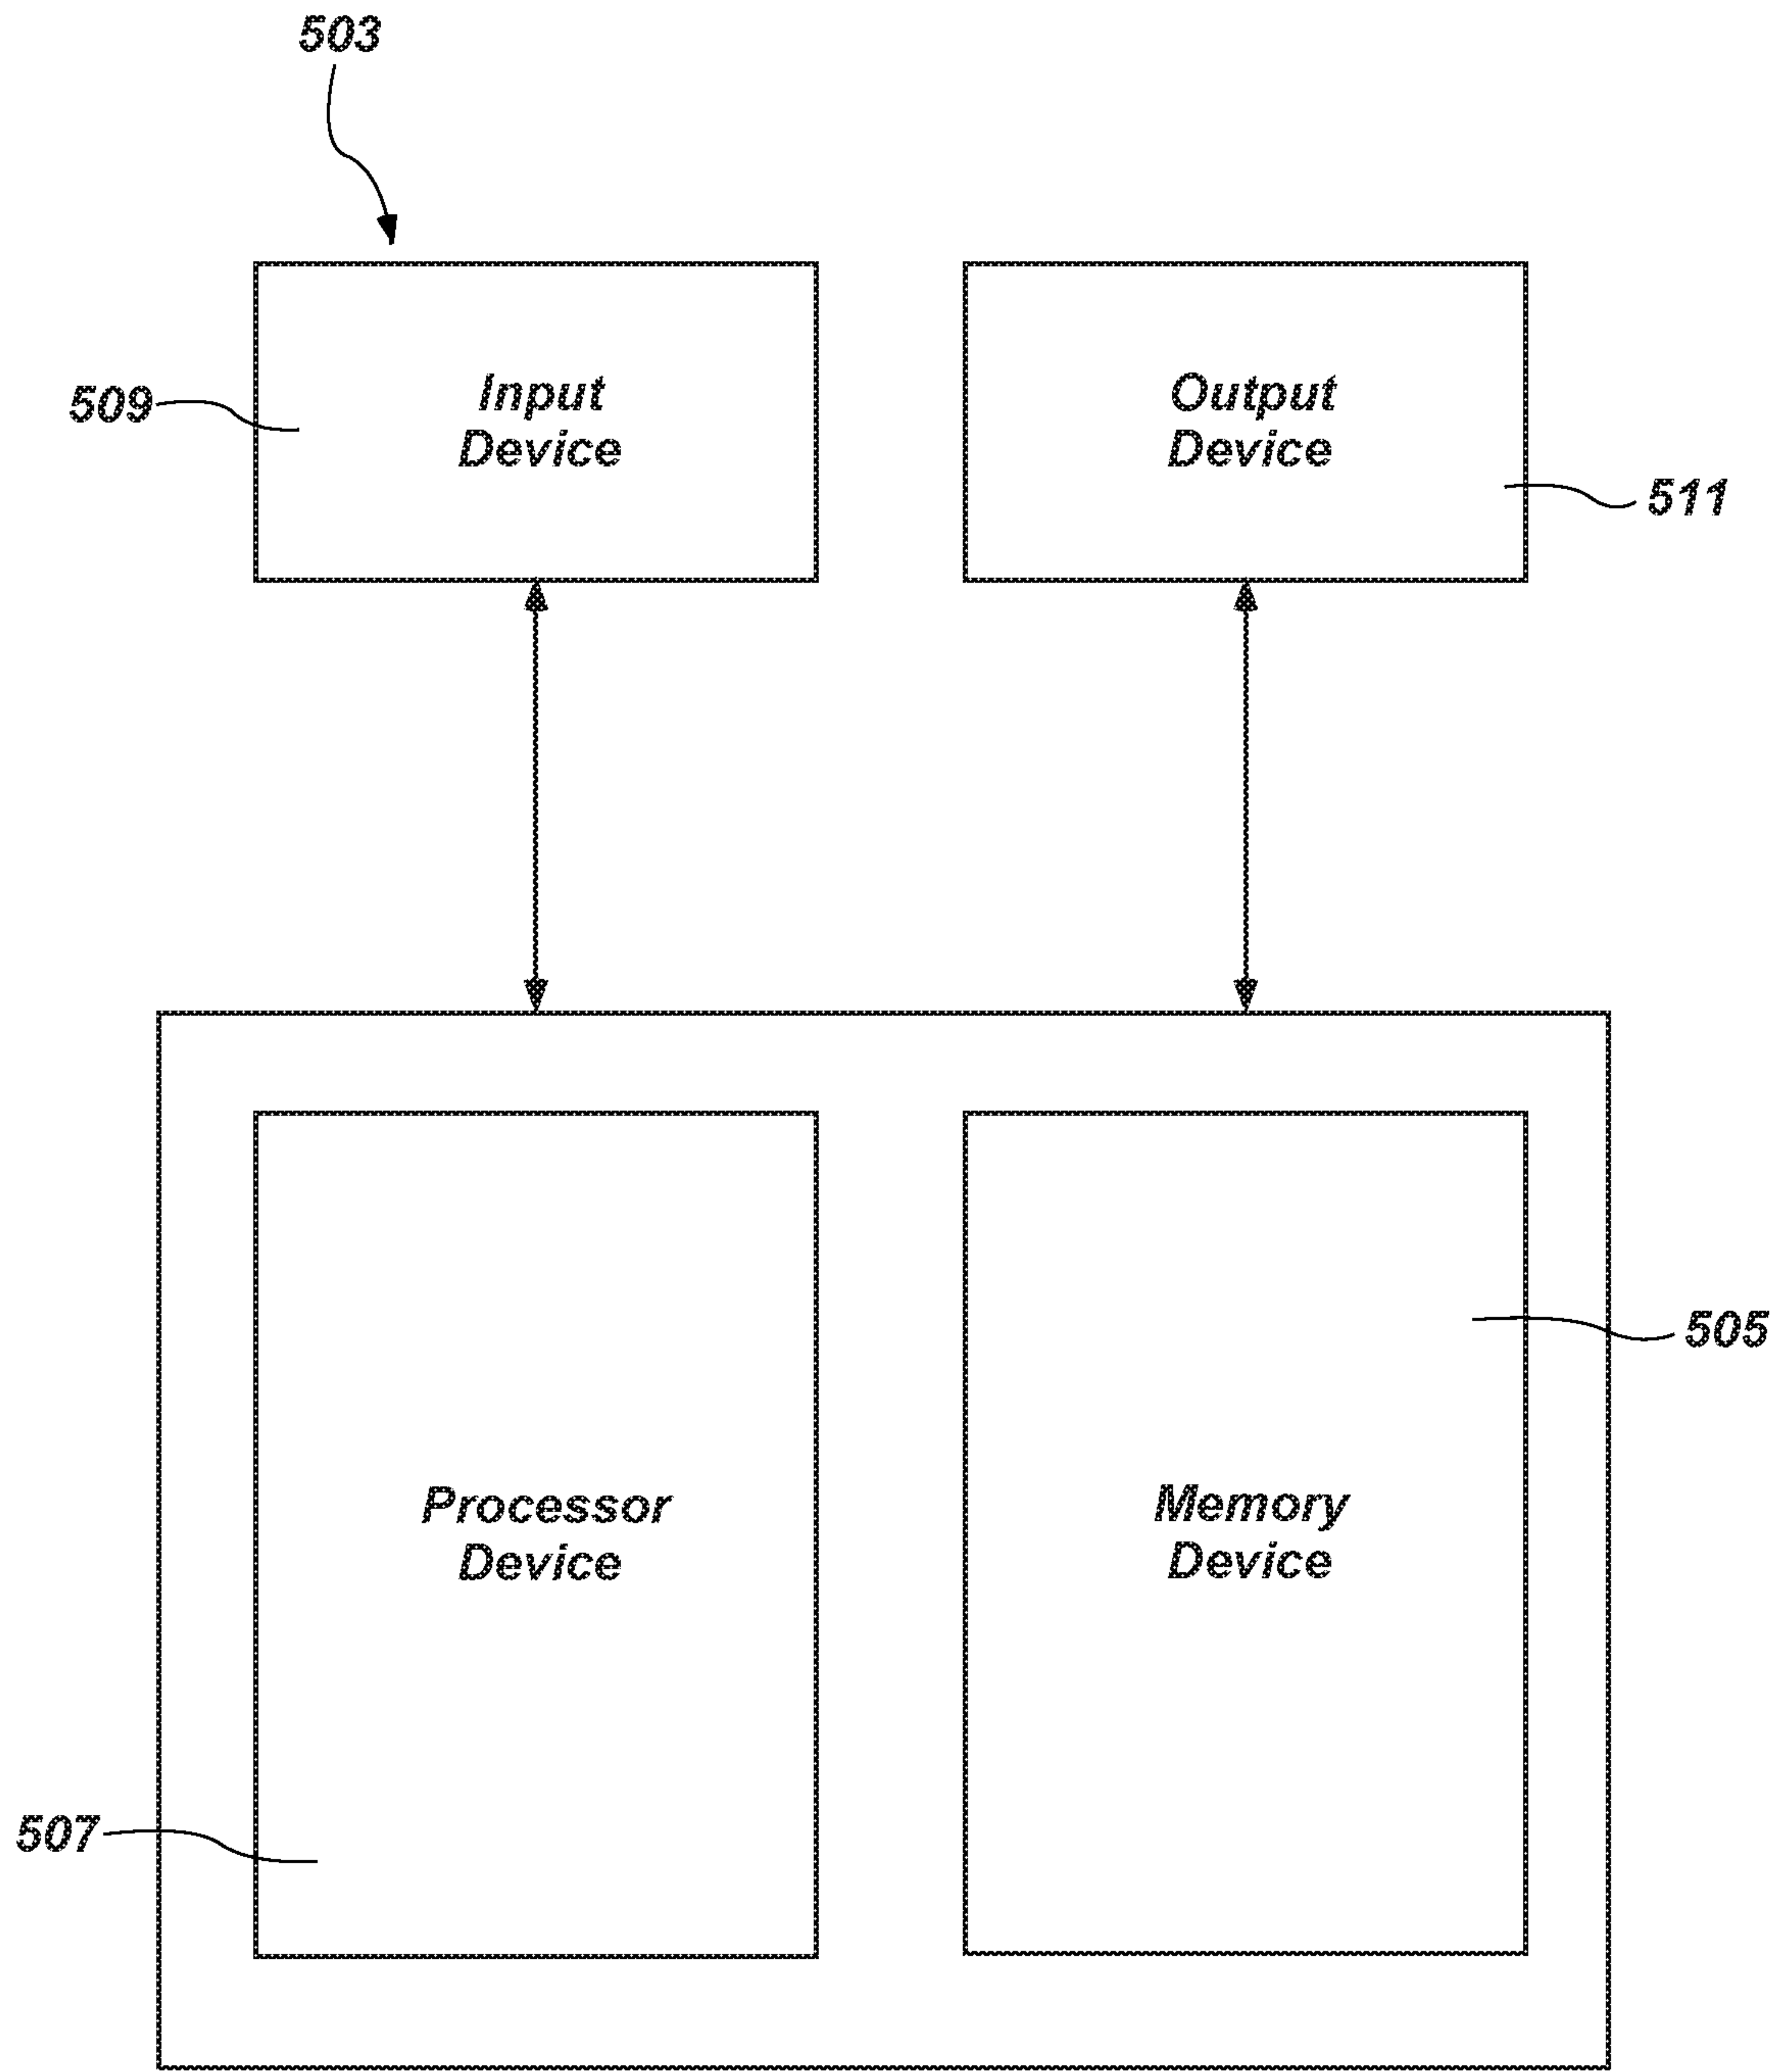 503
509
Input
Device
Output
Device
511
505
Processor
Device
Memory
Device
507